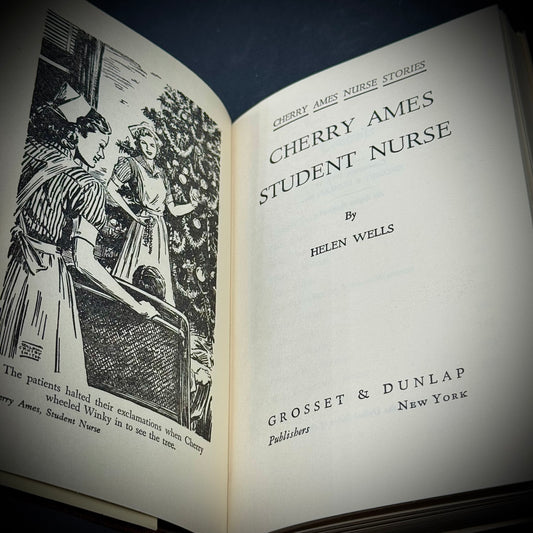 The patients halted their exclamations when Cherry
wheeled Winky in to see the tree.
Ames, Student Nurse
CHERRY AMES NURSE STORIES
CHERRY AMES
STUDENT NURSE
By
HELEN WELLS
GROSSET & DUNLAP
Publishers
NEW YORK